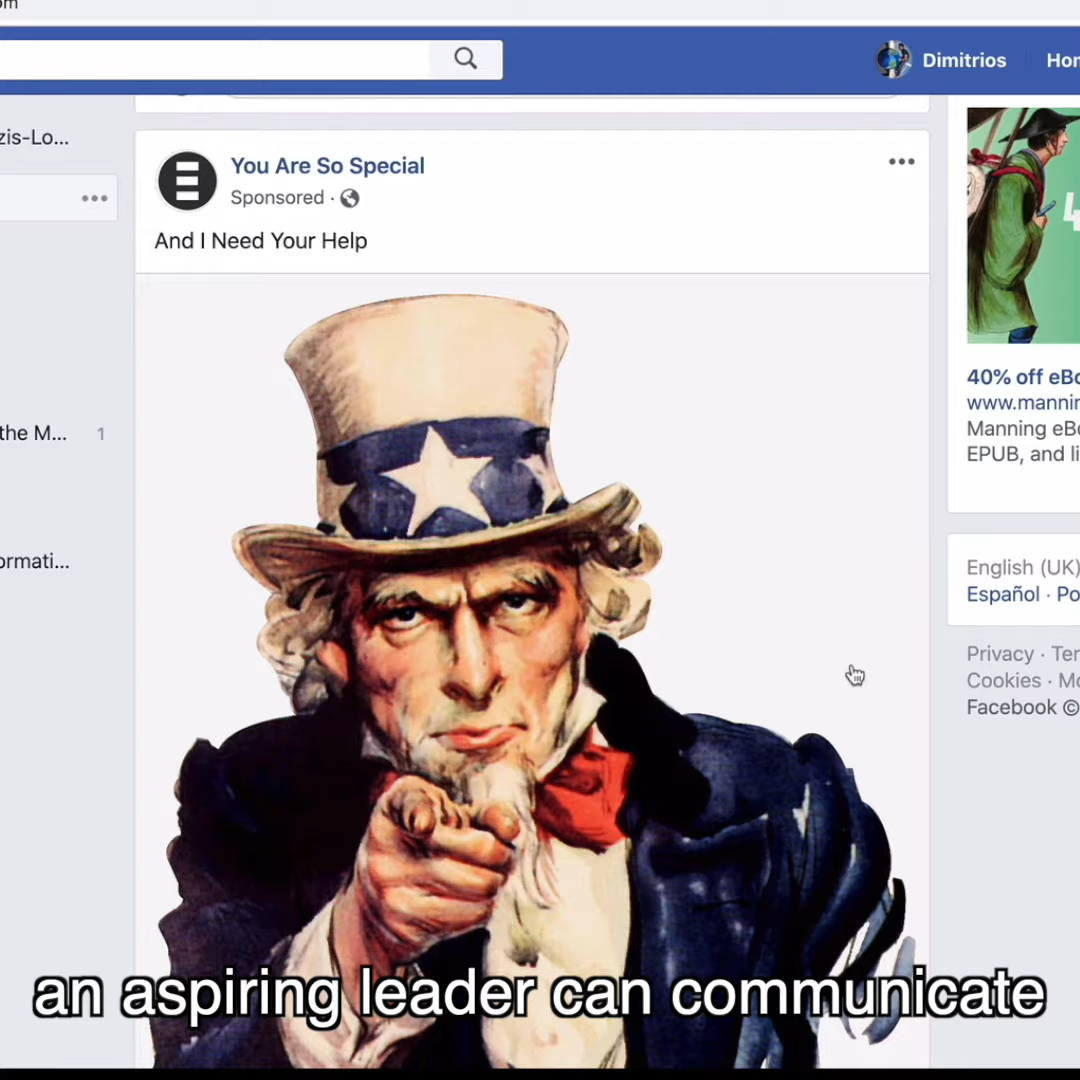 om
Dimitrios
Hom
zis-Lo...
You Are So Special
Sponsored ·
And I Need Your Help
the M... 1
ormati...
40% off eBo
www.mannin
Manning eBo
EPUB, and li
English (UK)
Español · Po
Privacy · Ter
Cookies · Mo
Facebook ©
an aspiring leader can communicate